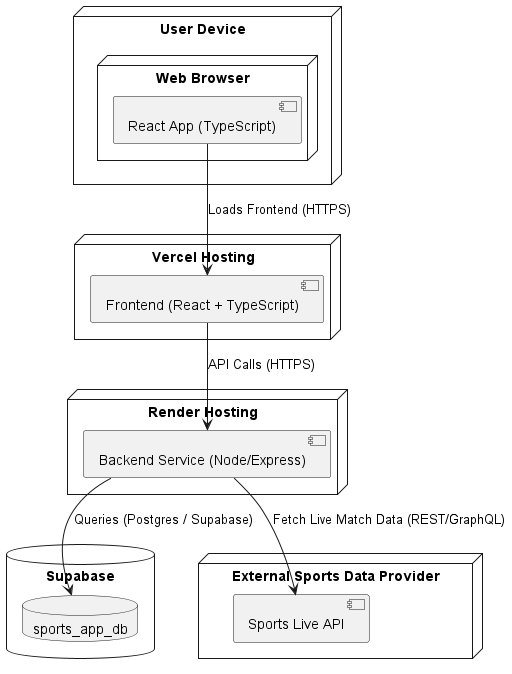 User Device
Web Browser
React App (TypeScript)
Loads Frontend (HTTPS)
Vercel Hosting
Frontend (React + TypeScript)
API Calls (HTTPS)
Render Hosting
Backend Service (Node/Express)
Queries (Postgres / Supabase)
Fetch Live Match Data (REST/GraphQL)
Supabase
sports_app_db
External Sports Data Provider
Sports Live API